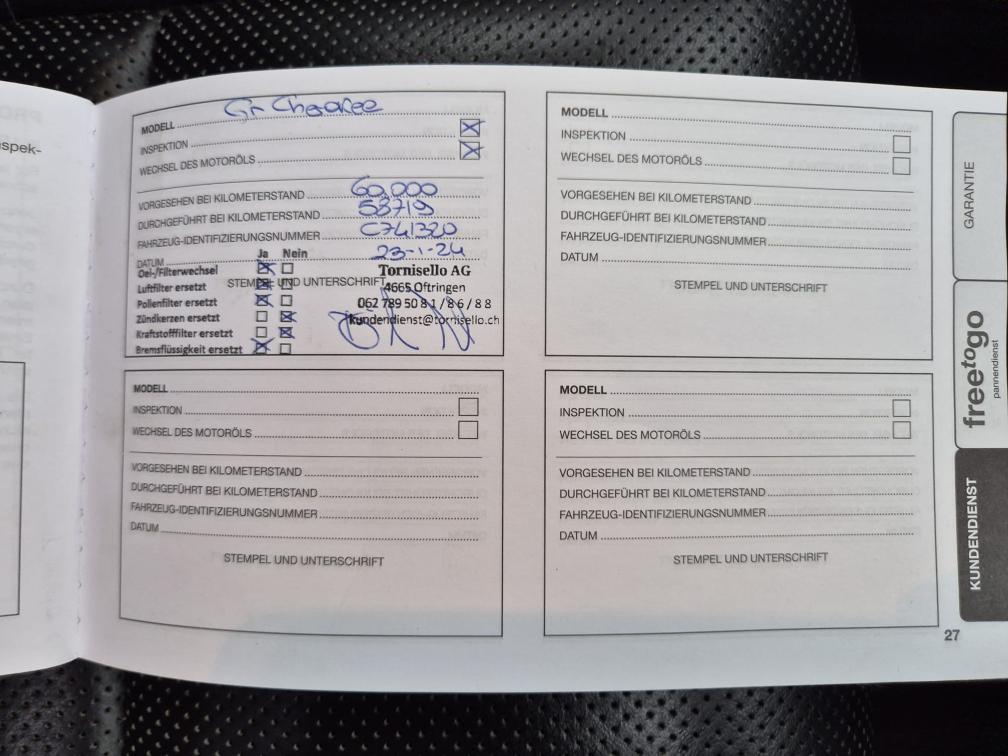 spek-
MODELL Gr Cherokee
INSPEKTION
WECHSEL DES MOTORÖLS
VORGESEHEN BEI KILOMETERSTAND 60,000
DURCHGEFÜHRT BEI KILOMETERSTAND 58719
FAHRZEUG-IDENTIFIZIERUNGSNUMMER C741320
DATUM 23-1-24
Ja Nein
Oel-/Filterwechsel
Luftfilter ersetzt
Pollenfilter ersetzt
Zündkerzen ersetzt
Kraftstofffilter ersetzt
Bremsflüssigkeit ersetzt
STEMPEL UND UNTERSCHRIFT
Tornisello AG
4665 Oftringen
062 789 50 81 / 86 / 88
kundendienst@tornisello.ch
MODELL
INSPEKTION
WECHSEL DES MOTORÖLS
VORGESEHEN BEI KILOMETERSTAND
DURCHGEFÜHRT BEI KILOMETERSTAND
FAHRZEUG-IDENTIFIZIERUNGSNUMMER
DATUM
STEMPEL UND UNTERSCHRIFT
MODELL
INSPEKTION
WECHSEL DES MOTORÖLS
VORGESEHEN BEI KILOMETERSTAND
DURCHGEFÜHRT BEI KILOMETERSTAND
FAHRZEUG-IDENTIFIZIERUNGSNUMMER
DATUM
STEMPEL UND UNTERSCHRIFT
MODELL
INSPEKTION
WECHSEL DES MOTORÖLS
VORGESEHEN BEI KILOMETERSTAND
DURCHGEFÜHRT BEI KILOMETERSTAND
FAHRZEUG-IDENTIFIZIERUNGSNUMMER
DATUM
STEMPEL UND UNTERSCHRIFT
GARANTIE
freetogo
pannendienst
KUNDENDIENST
27